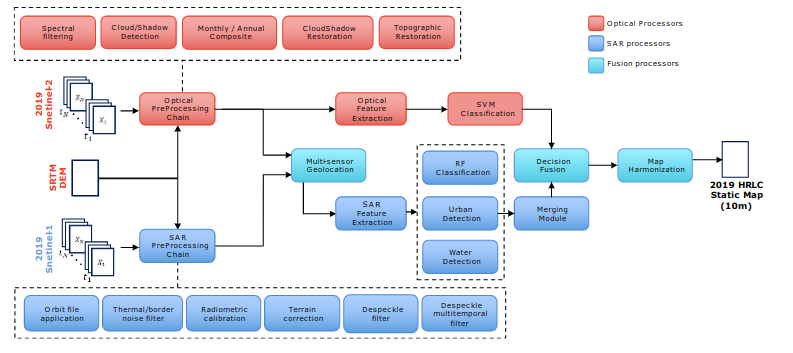 Spectral
filtering
Cloud/Shadow
Detection
Monthly / Annual
Composite
CloudShadow
Restoration
Topographic
Restoration
Optical Processors
SAR processors
Fusion processors
2019
Snetinel-2
X_N
t_N
X_1
t_1
Optical
PreProcessing
Chain
Optical
Feature
Extraction
SVM
Classification
SRTM
DEM
Multi-sensor
Geolocation
RF
Classification
Decision
Fusion
Map
Harmonization
2019 HRLC
Static Map
(10m)
SAR
Feature
Extraction
Urban
Detection
Merging
Module
Water
Detection
2019
Snetinel-1
X_N
t_N
X_1
t_1
SAR
PreProcessing
Chain
Orbit file
application
Thermal/border
noise filter
Radiometric
calibration
Terrain
correction
Despeckle
filter
Despeckle
multitemporal
filter